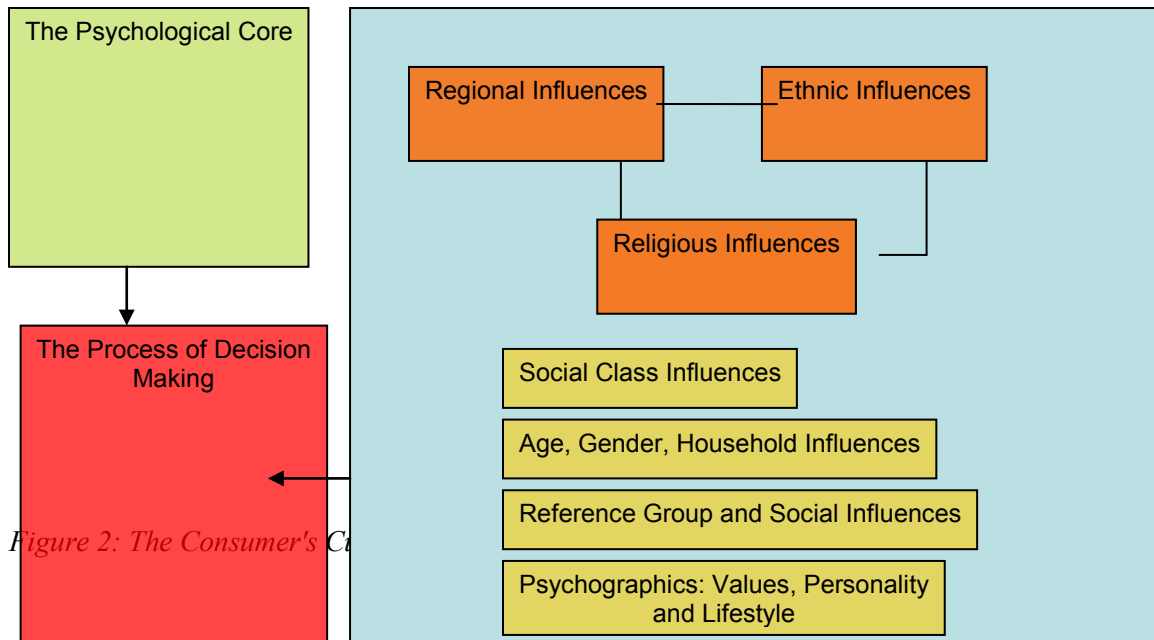 The Psychological Core
Regional Influences
Ethnic Influences
Religious Influences
The Process of Decision
Making
Social Class Influences
Age, Gender, Household Influences
Reference Group and Social Influences
Figure 2: The Consumer's
Psychographics: Values, Personality
and Lifestyle